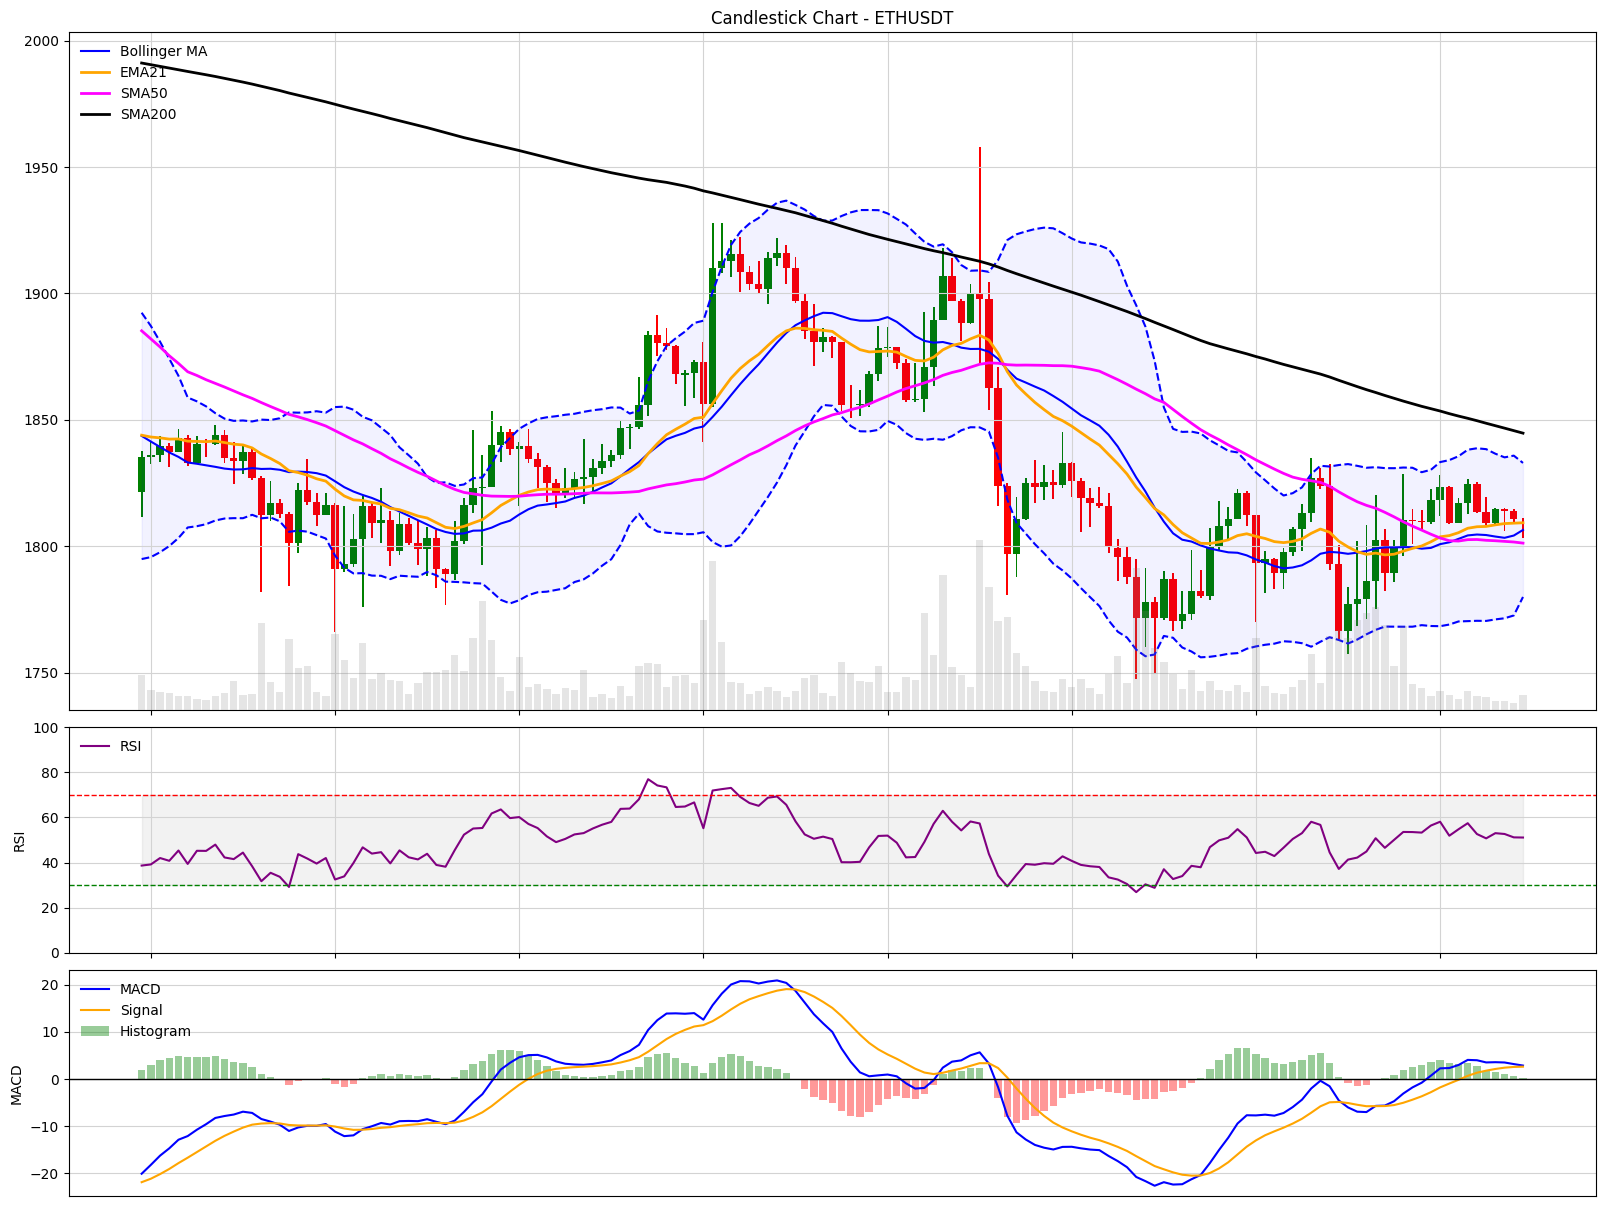 Candlestick Chart - ETHUSDT
2000
1950
1900
1850
1800
1750
Bollinger MA
EMA21
SMA50
SMA200
100
80
60
40
20
0
RSI
RSI
20
10
0
−10
−20
MACD
MACD
Signal
Histogram